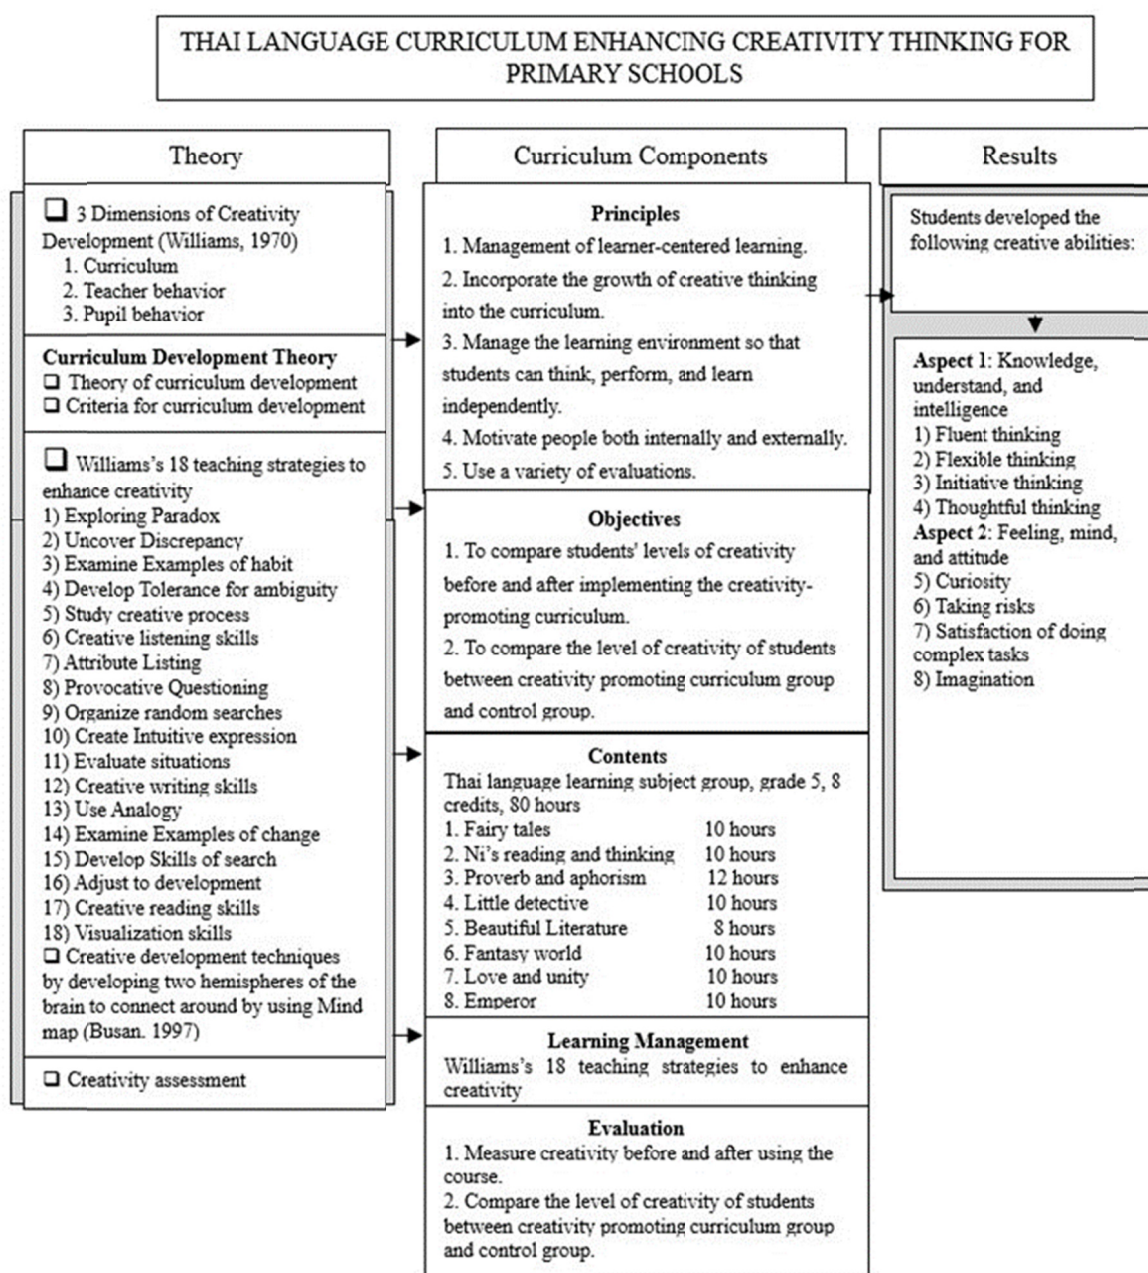 THAI LANGUAGE CURRICULUM ENHANCING CREATIVITY THINKING FOR
PRIMARY SCHOOLS
Theory
❑ 3 Dimensions of Creativity
Development (Williams, 1970)
1. Curriculum
2. Teacher behavior
3. Pupil behavior
Curriculum Development Theory
❑ Theory of curriculum development
❑ Criteria for curriculum development
❑ Williams's 18 teaching strategies to
enhance creativity
1) Exploring Paradox
2) Uncover Discrepancy
3) Examine Examples of habit
4) Develop Tolerance for ambiguity
5) Study creative process
6) Creative listening skills
7) Attribute Listing
8) Provocative Questioning
9) Organize random searches
10) Create Intuitive expression
11) Evaluate situations
12) Creative writing skills
13) Use Analogy
14) Examine Examples of change
15) Develop Skills of search
16) Adjust to development
17) Creative reading skills
18) Visualization skills
❑ Creative development techniques
by developing two hemispheres of the
brain to connect around by using Mind
map (Busan. 1997)
❑ Creativity assessment
Curriculum Components
Principles
1. Management of learner-centered learning.
2. Incorporate the growth of creative thinking
into the curriculum.
3. Manage the learning environment so that
students can think, perform, and learn
independently.
4. Motivate people both internally and externally.
5. Use a variety of evaluations.
Objectives
1. To compare students' levels of creativity
before and after implementing the creativity-
promoting curriculum.
2. To compare the level of creativity of students
between creativity promoting curriculum group
and control group.
Contents
Thai language learning subject group, grade 5, 8
credits, 80 hours
1. Fairy tales 10 hours
2. Ni's reading and thinking 10 hours
3. Proverb and aphorism 12 hours
4. Little detective 10 hours
5. Beautiful Literature 8 hours
6. Fantasy world 10 hours
7. Love and unity 10 hours
8. Emperor 10 hours
Learning Management
Williams's 18 teaching strategies to enhance
creativity
Evaluation
1. Measure creativity before and after using the
course.
2. Compare the level of creativity of students
between creativity promoting curriculum group
and control group.
Results
Students developed the
following creative abilities:
Aspect 1: Knowledge,
understand, and
intelligence
1) Fluent thinking
2) Flexible thinking
3) Initiative thinking
4) Thoughtful thinking
Aspect 2: Feeling, mind,
and attitude
5) Curiosity
6) Taking risks
7) Satisfaction of doing
complex tasks
8) Imagination